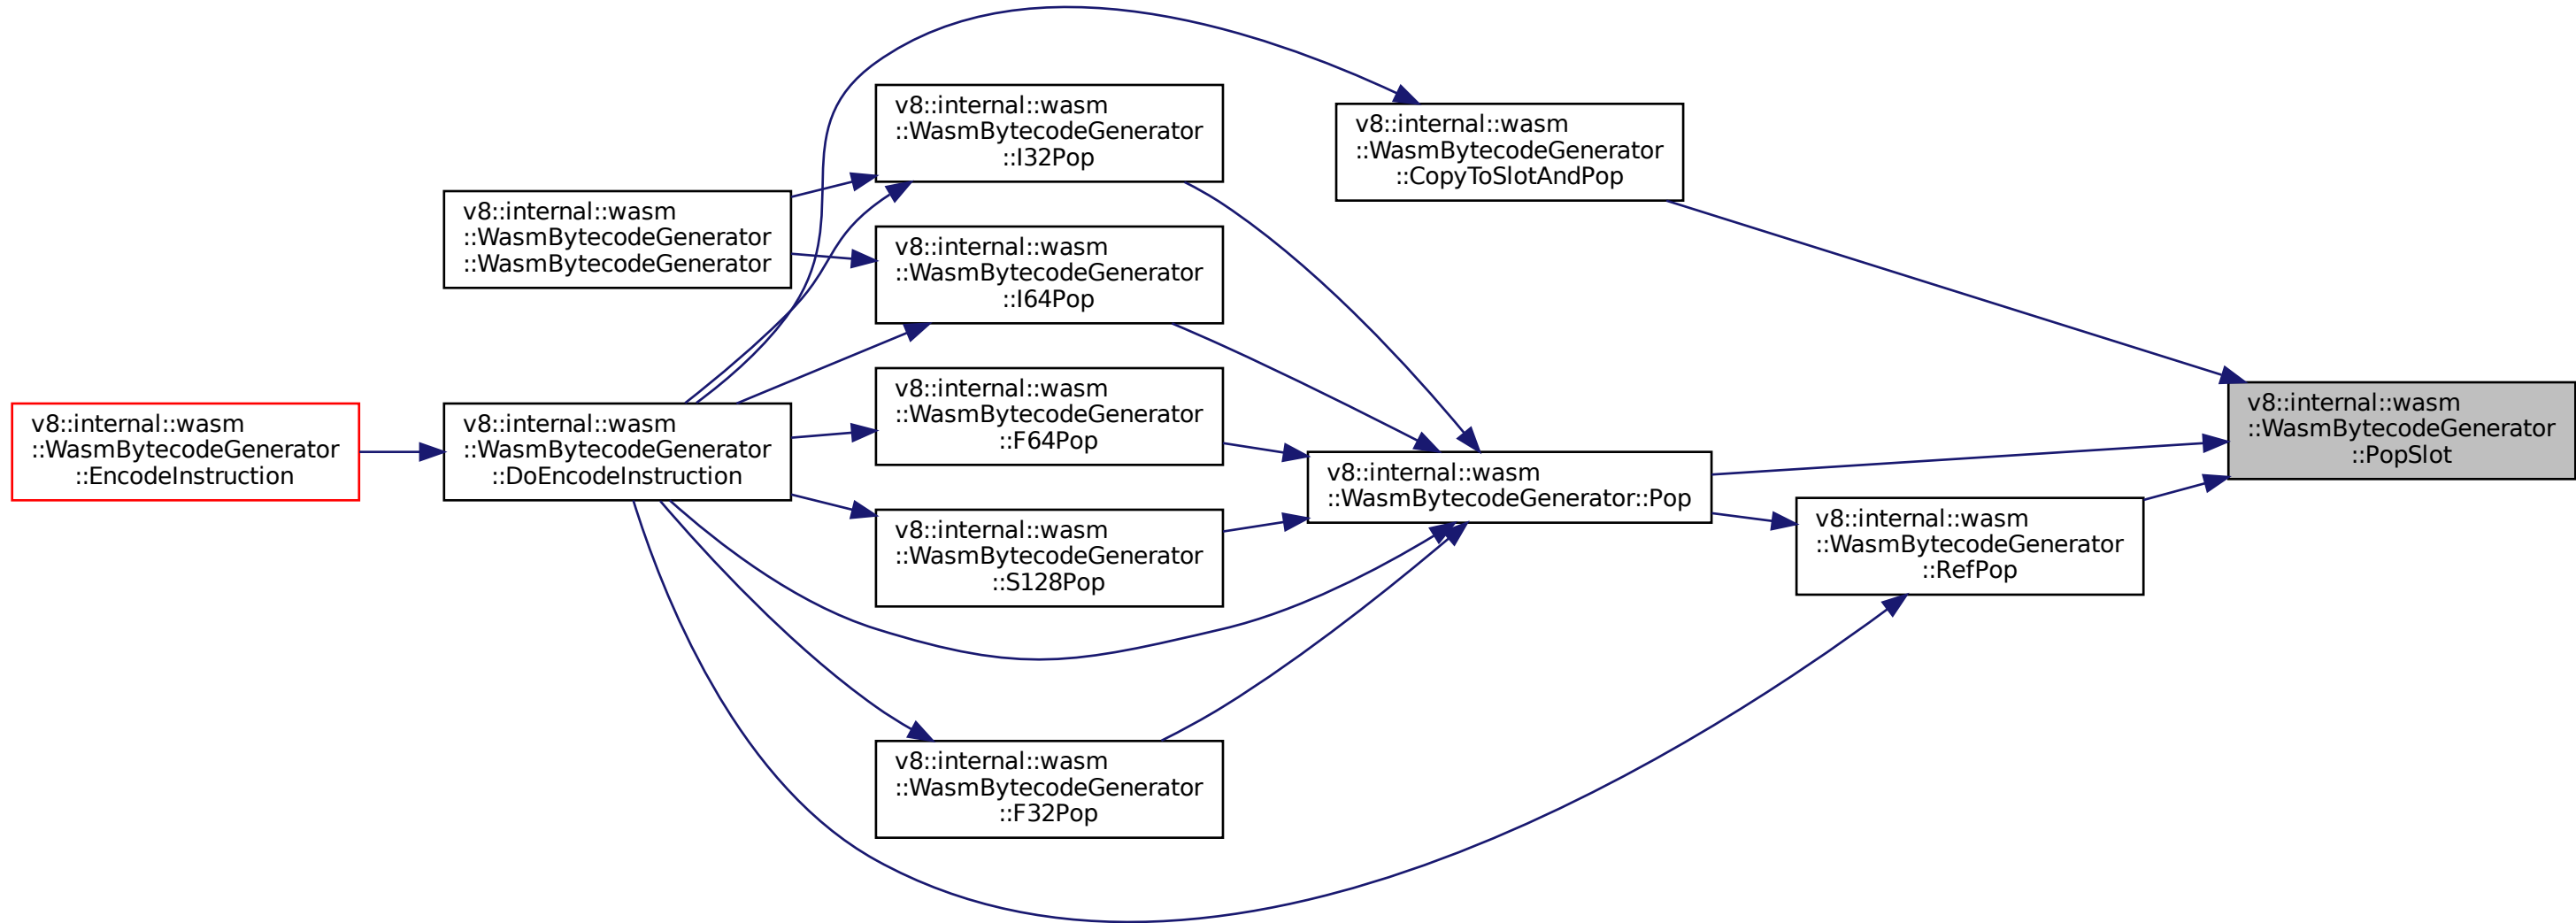 v8::internal::wasm
::WasmBytecodeGenerator
::EncodeInstruction
v8::internal::wasm
::WasmBytecodeGenerator
::WasmBytecodeGenerator
v8::internal::wasm
::WasmBytecodeGenerator
::DoEncodeInstruction
v8::internal::wasm
::WasmBytecodeGenerator
::I32Pop
v8::internal::wasm
::WasmBytecodeGenerator
::I64Pop
v8::internal::wasm
::WasmBytecodeGenerator
::F64Pop
v8::internal::wasm
::WasmBytecodeGenerator
::S128Pop
v8::internal::wasm
::WasmBytecodeGenerator
::F32Pop
v8::internal::wasm
::WasmBytecodeGenerator
::CopyToSlotAndPop
v8::internal::wasm
::WasmBytecodeGenerator::Pop
v8::internal::wasm
::WasmBytecodeGenerator
::RefPop
v8::internal::wasm
::WasmBytecodeGenerator
::PopSlot